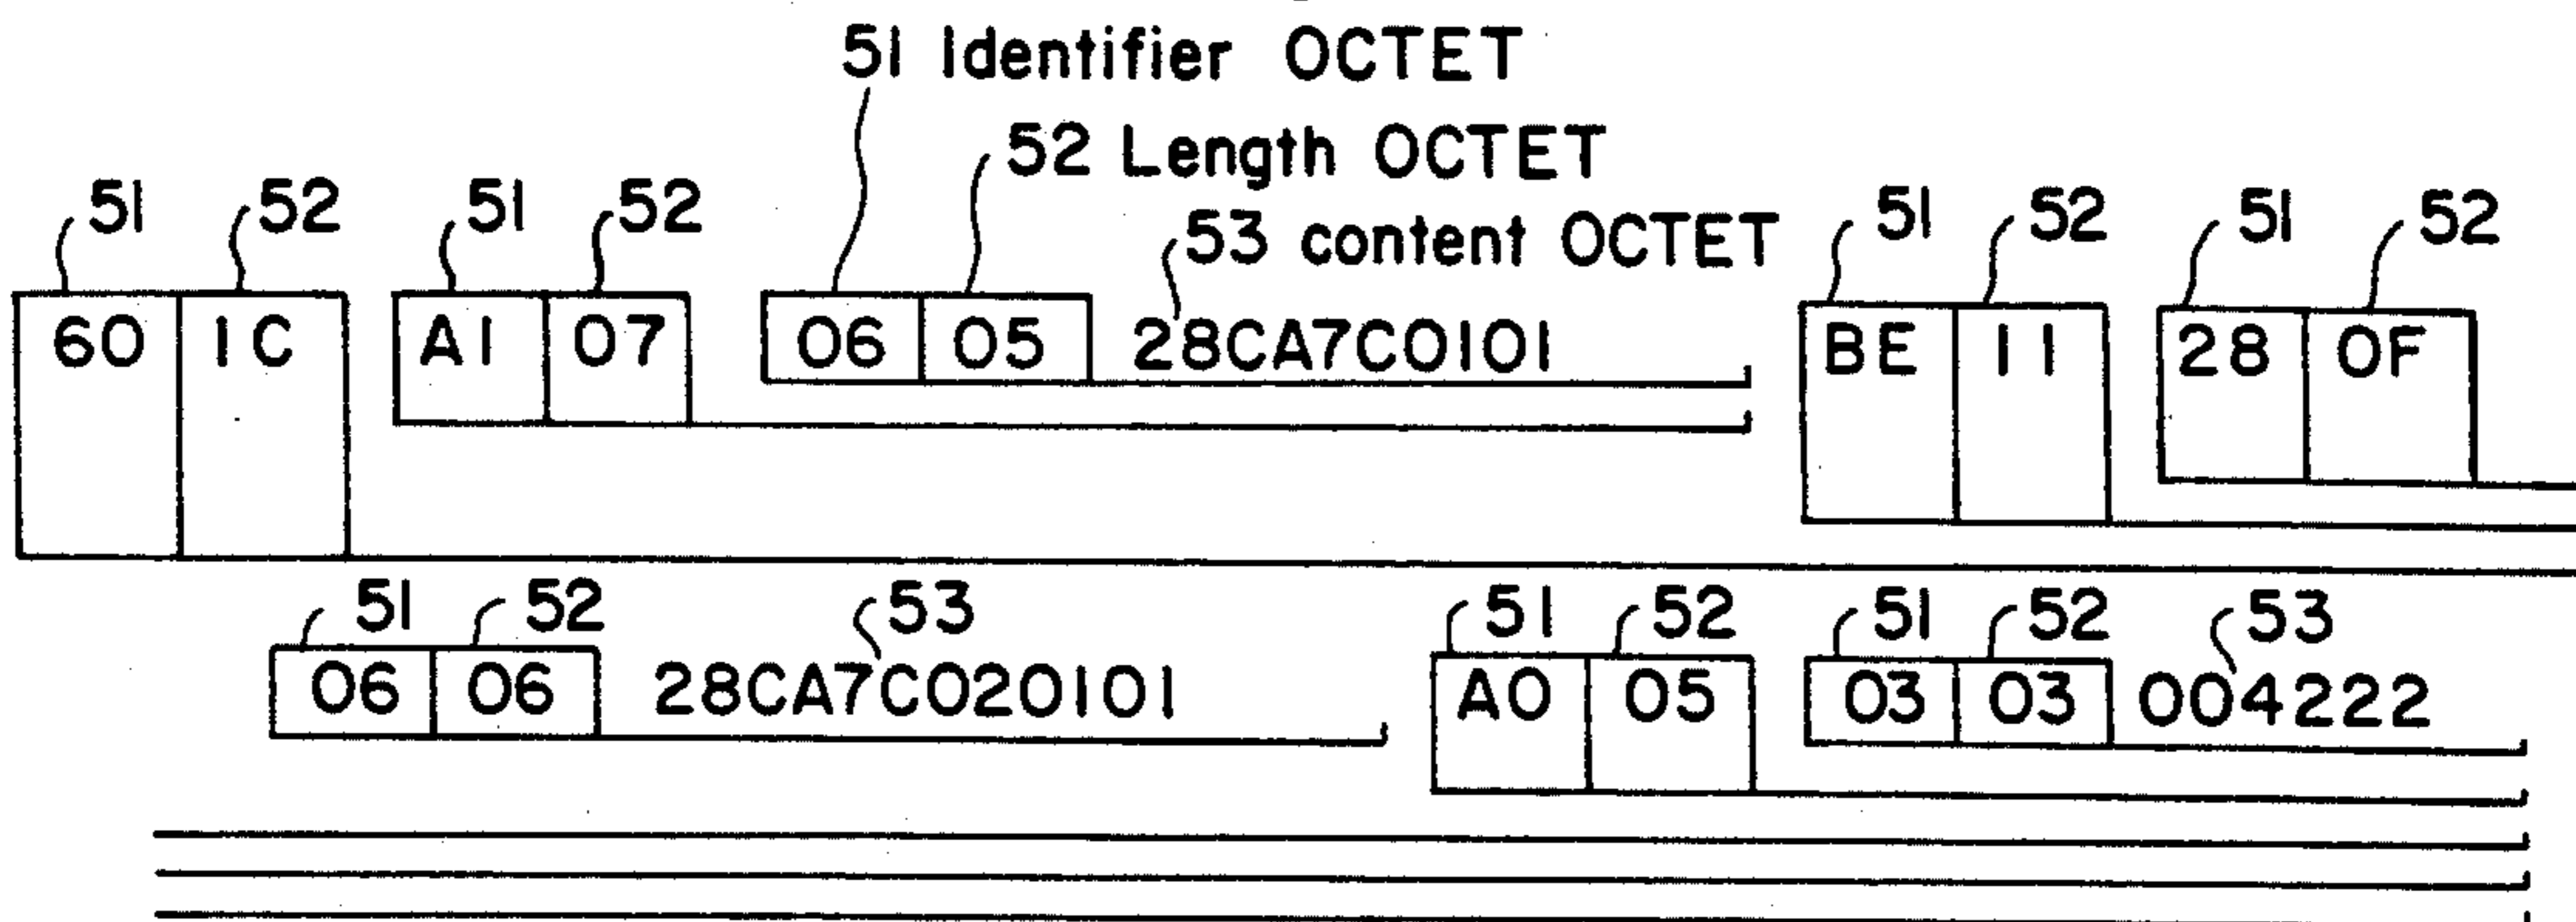 51 Identifier OCTET
52 Length OCTET
51 52 51 52 53 content OCTET 51 52 51 52
60 1C A1 07 06 05 28CA7C0101 BE 11 28 0F
51 52 53 51 52 51 52 53
06 06 28CA7C020101 A0 05 03 03 004222